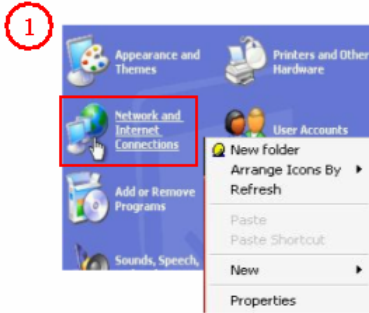 1
Appearance and
Themes
Printers and Other
Hardware
Network and
Internet
Connections
User Accounts
Add or Remove
Programs
Sounds, Speech,
New folder
Arrange Icons By
Refresh
Paste
Paste Shortcut
New
Properties